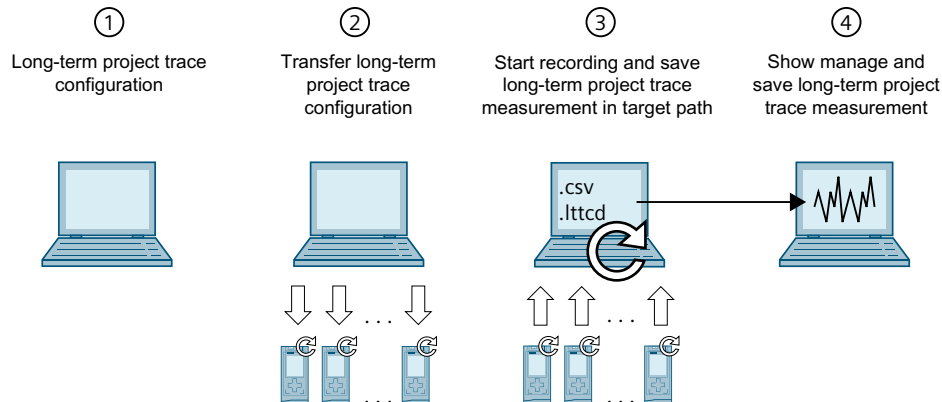 1
Long-term project trace
configuration
2
Transfer long-term
project trace
configuration
3
Start recording and save
long-term project trace
measurement in target path
4
Show manage and
save long-term project
trace measurement
.csv
.lttcd
. . .
. . .
. . .
. . .